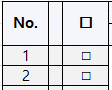 No. □
1 □
2 □